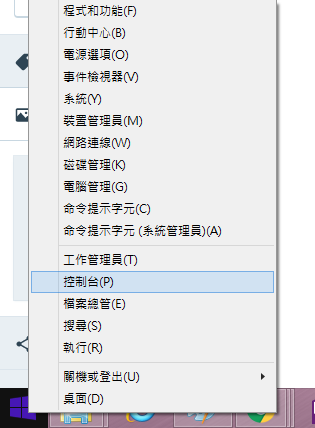 程式和功能(F)
行動中心(B)
電源選項(O)
事件檢視器(V)
系統(Y)
裝置管理員(M)
網路連線(W)
磁碟管理(K)
電腦管理(G)
命令提示字元(C)
命令提示字元 (系統管理員)(A)
工作管理員(T)
控制台(P)
檔案總管(E)
搜尋(S)
執行(R)
關機或登出(U)
桌面(D)